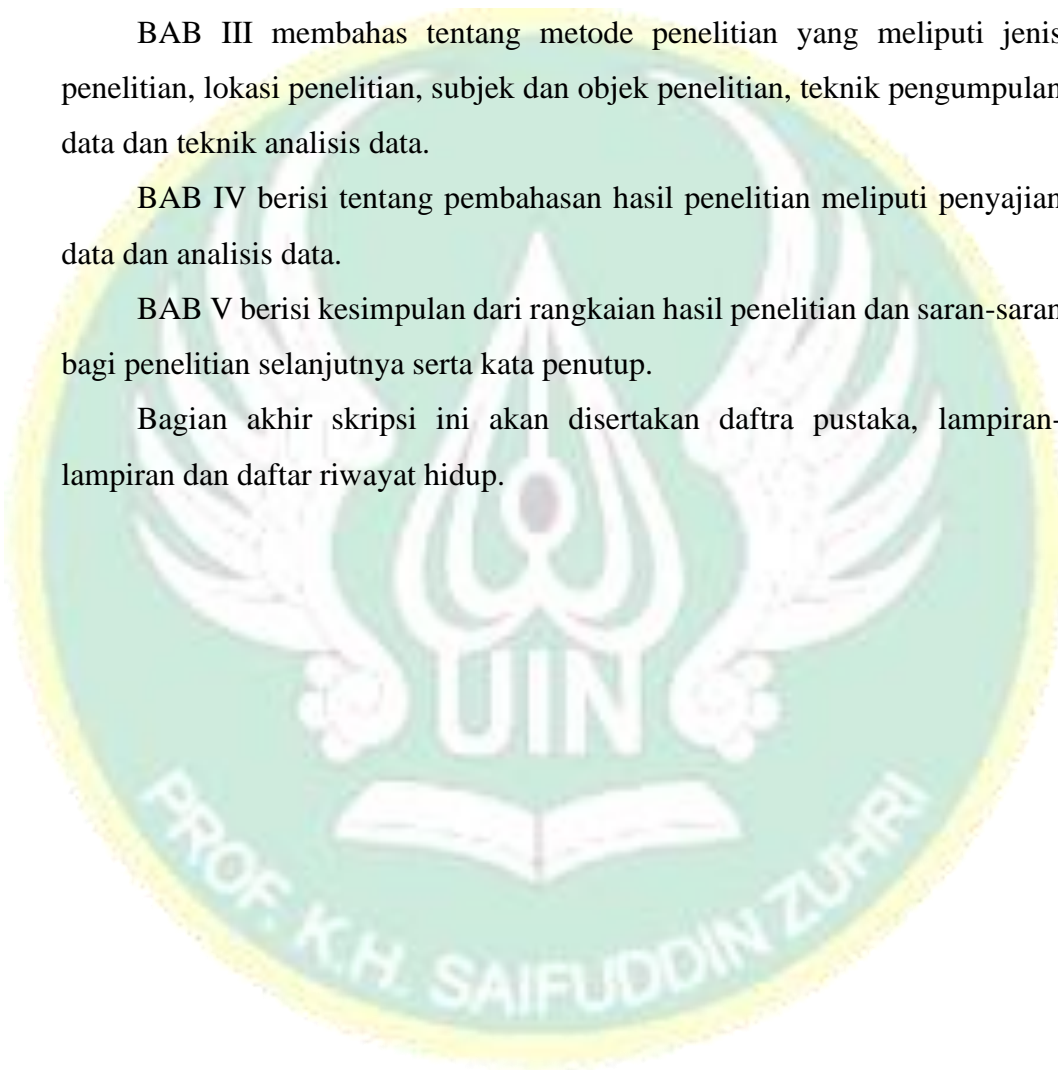 BAB III membahas tentang metode penelitian yang meliputi jenis
penelitian, lokasi penelitian, subjek dan objek penelitian, teknik pengumpulan
data dan teknik analisis data.
BAB IV berisi tentang pembahasan hasil penelitian meliputi penyajian
data dan analisis data.
BAB V berisi kesimpulan dari rangkaian hasil penelitian dan saran-saran
bagi penelitian selanjutnya serta kata penutup.
Bagian akhir skripsi ini akan disertakan daftra pustaka, lampiran-
lampiran dan daftar riwayat hidup.
UIN
PROF. K.H. SAIFUDDIN ZUHRI